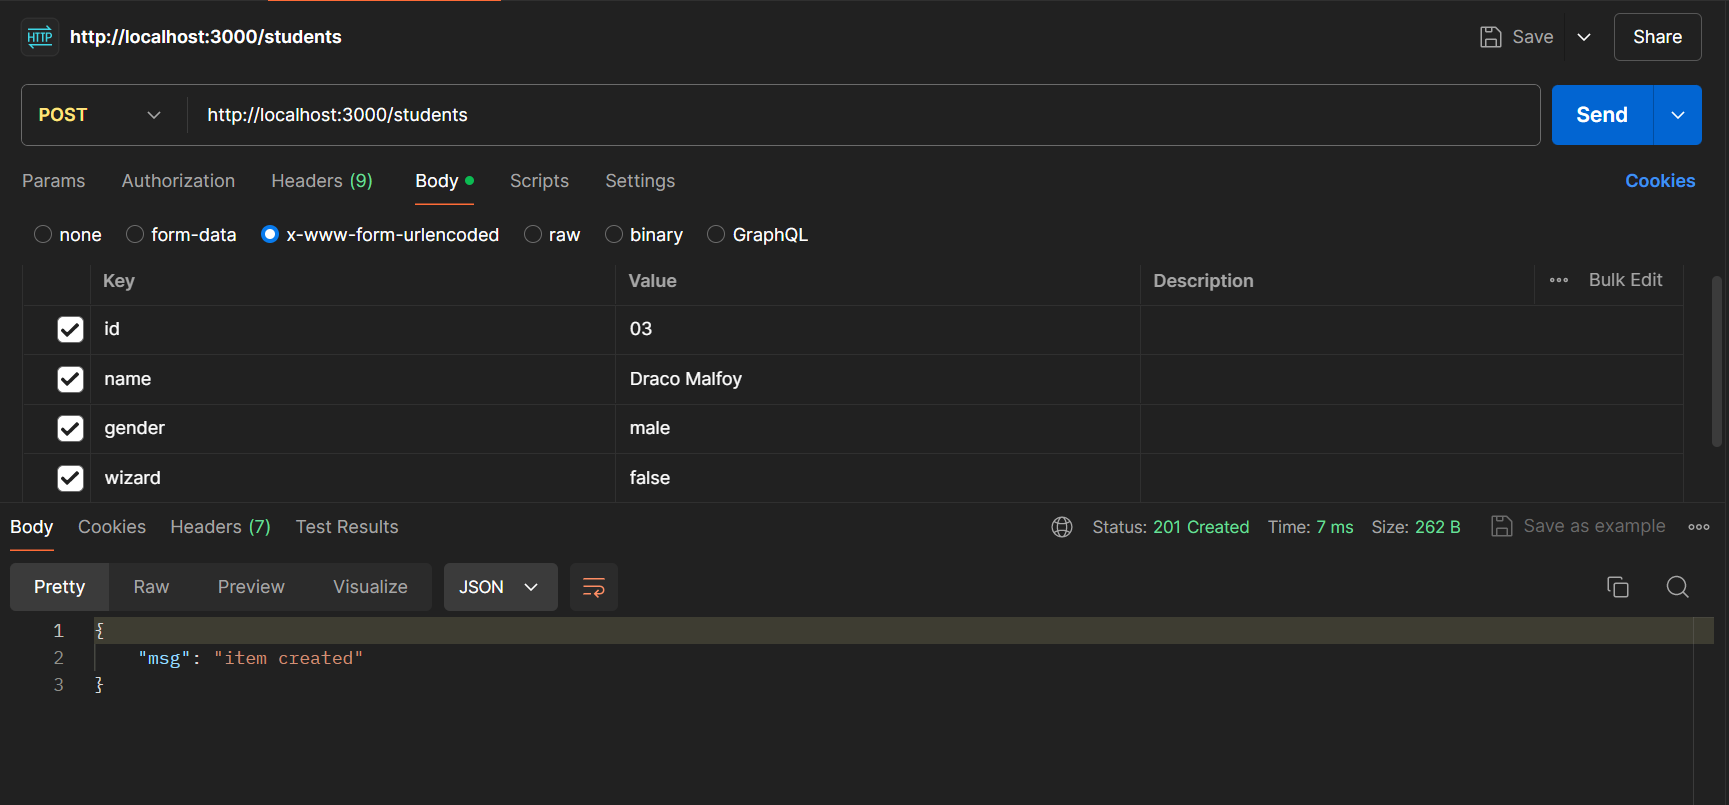 HTTP http://localhost:3000/students Save Share
POST http://localhost:3000/students Send
Params Authorization Headers (9) Body Scripts Settings Cookies
none form-data x-www-form-urlencoded raw binary GraphQL
Key Value Description Bulk Edit
id 03
name Draco Malfoy
gender male
wizard false
Body Cookies Headers (7) Test Results Status: 201 Created Time: 7 ms Size: 262 B Save as example
Pretty Raw Preview Visualize JSON
1 {
2 "msg": "item created"
3 }